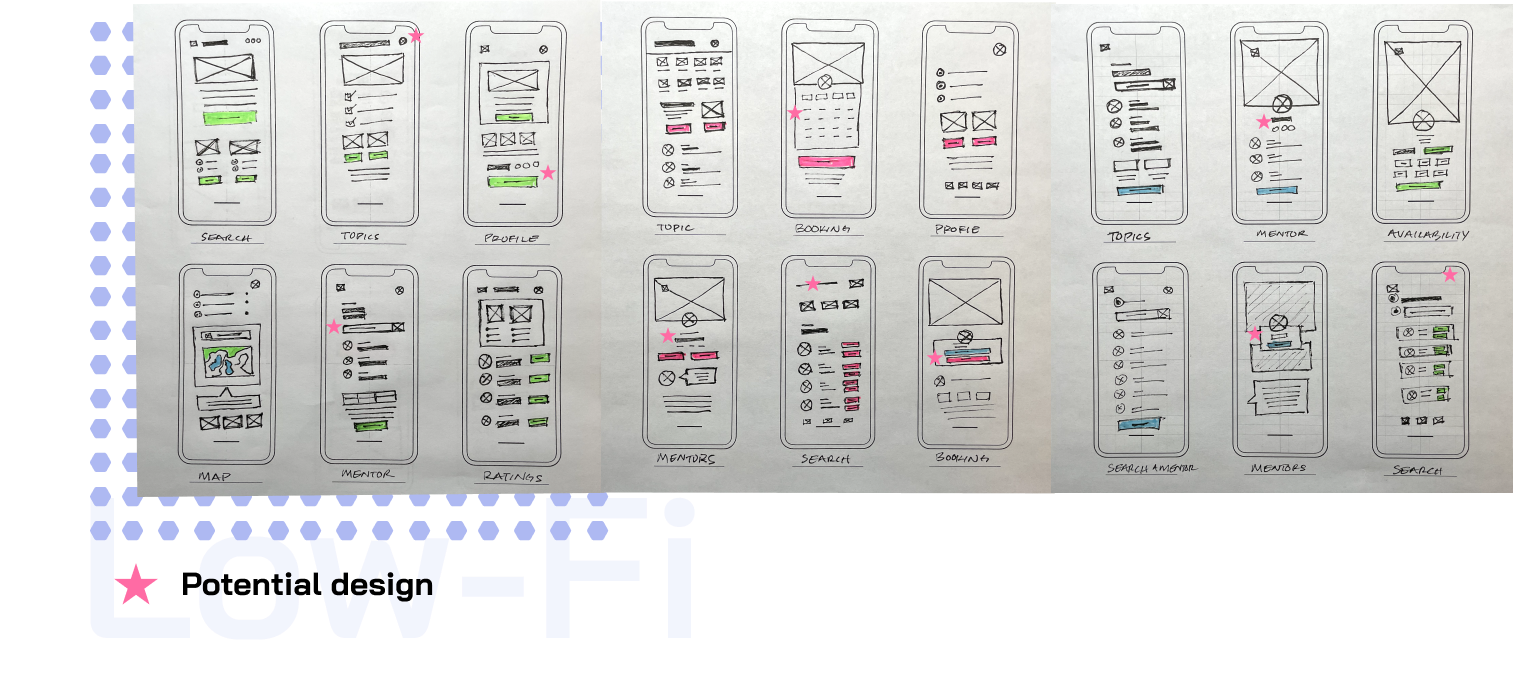 SEARCH
TOPICS
PROFILE
TOPIC
BOOKING
PROFIE
TOPICS
MENTOR
AVAILABILITY
MAP
MENTOR
RATINGS
MENTORS
SEARCH
BOOKING
SEARCH A MENTOR
MENTORS
SEARCH
Low-Fi
Potential design